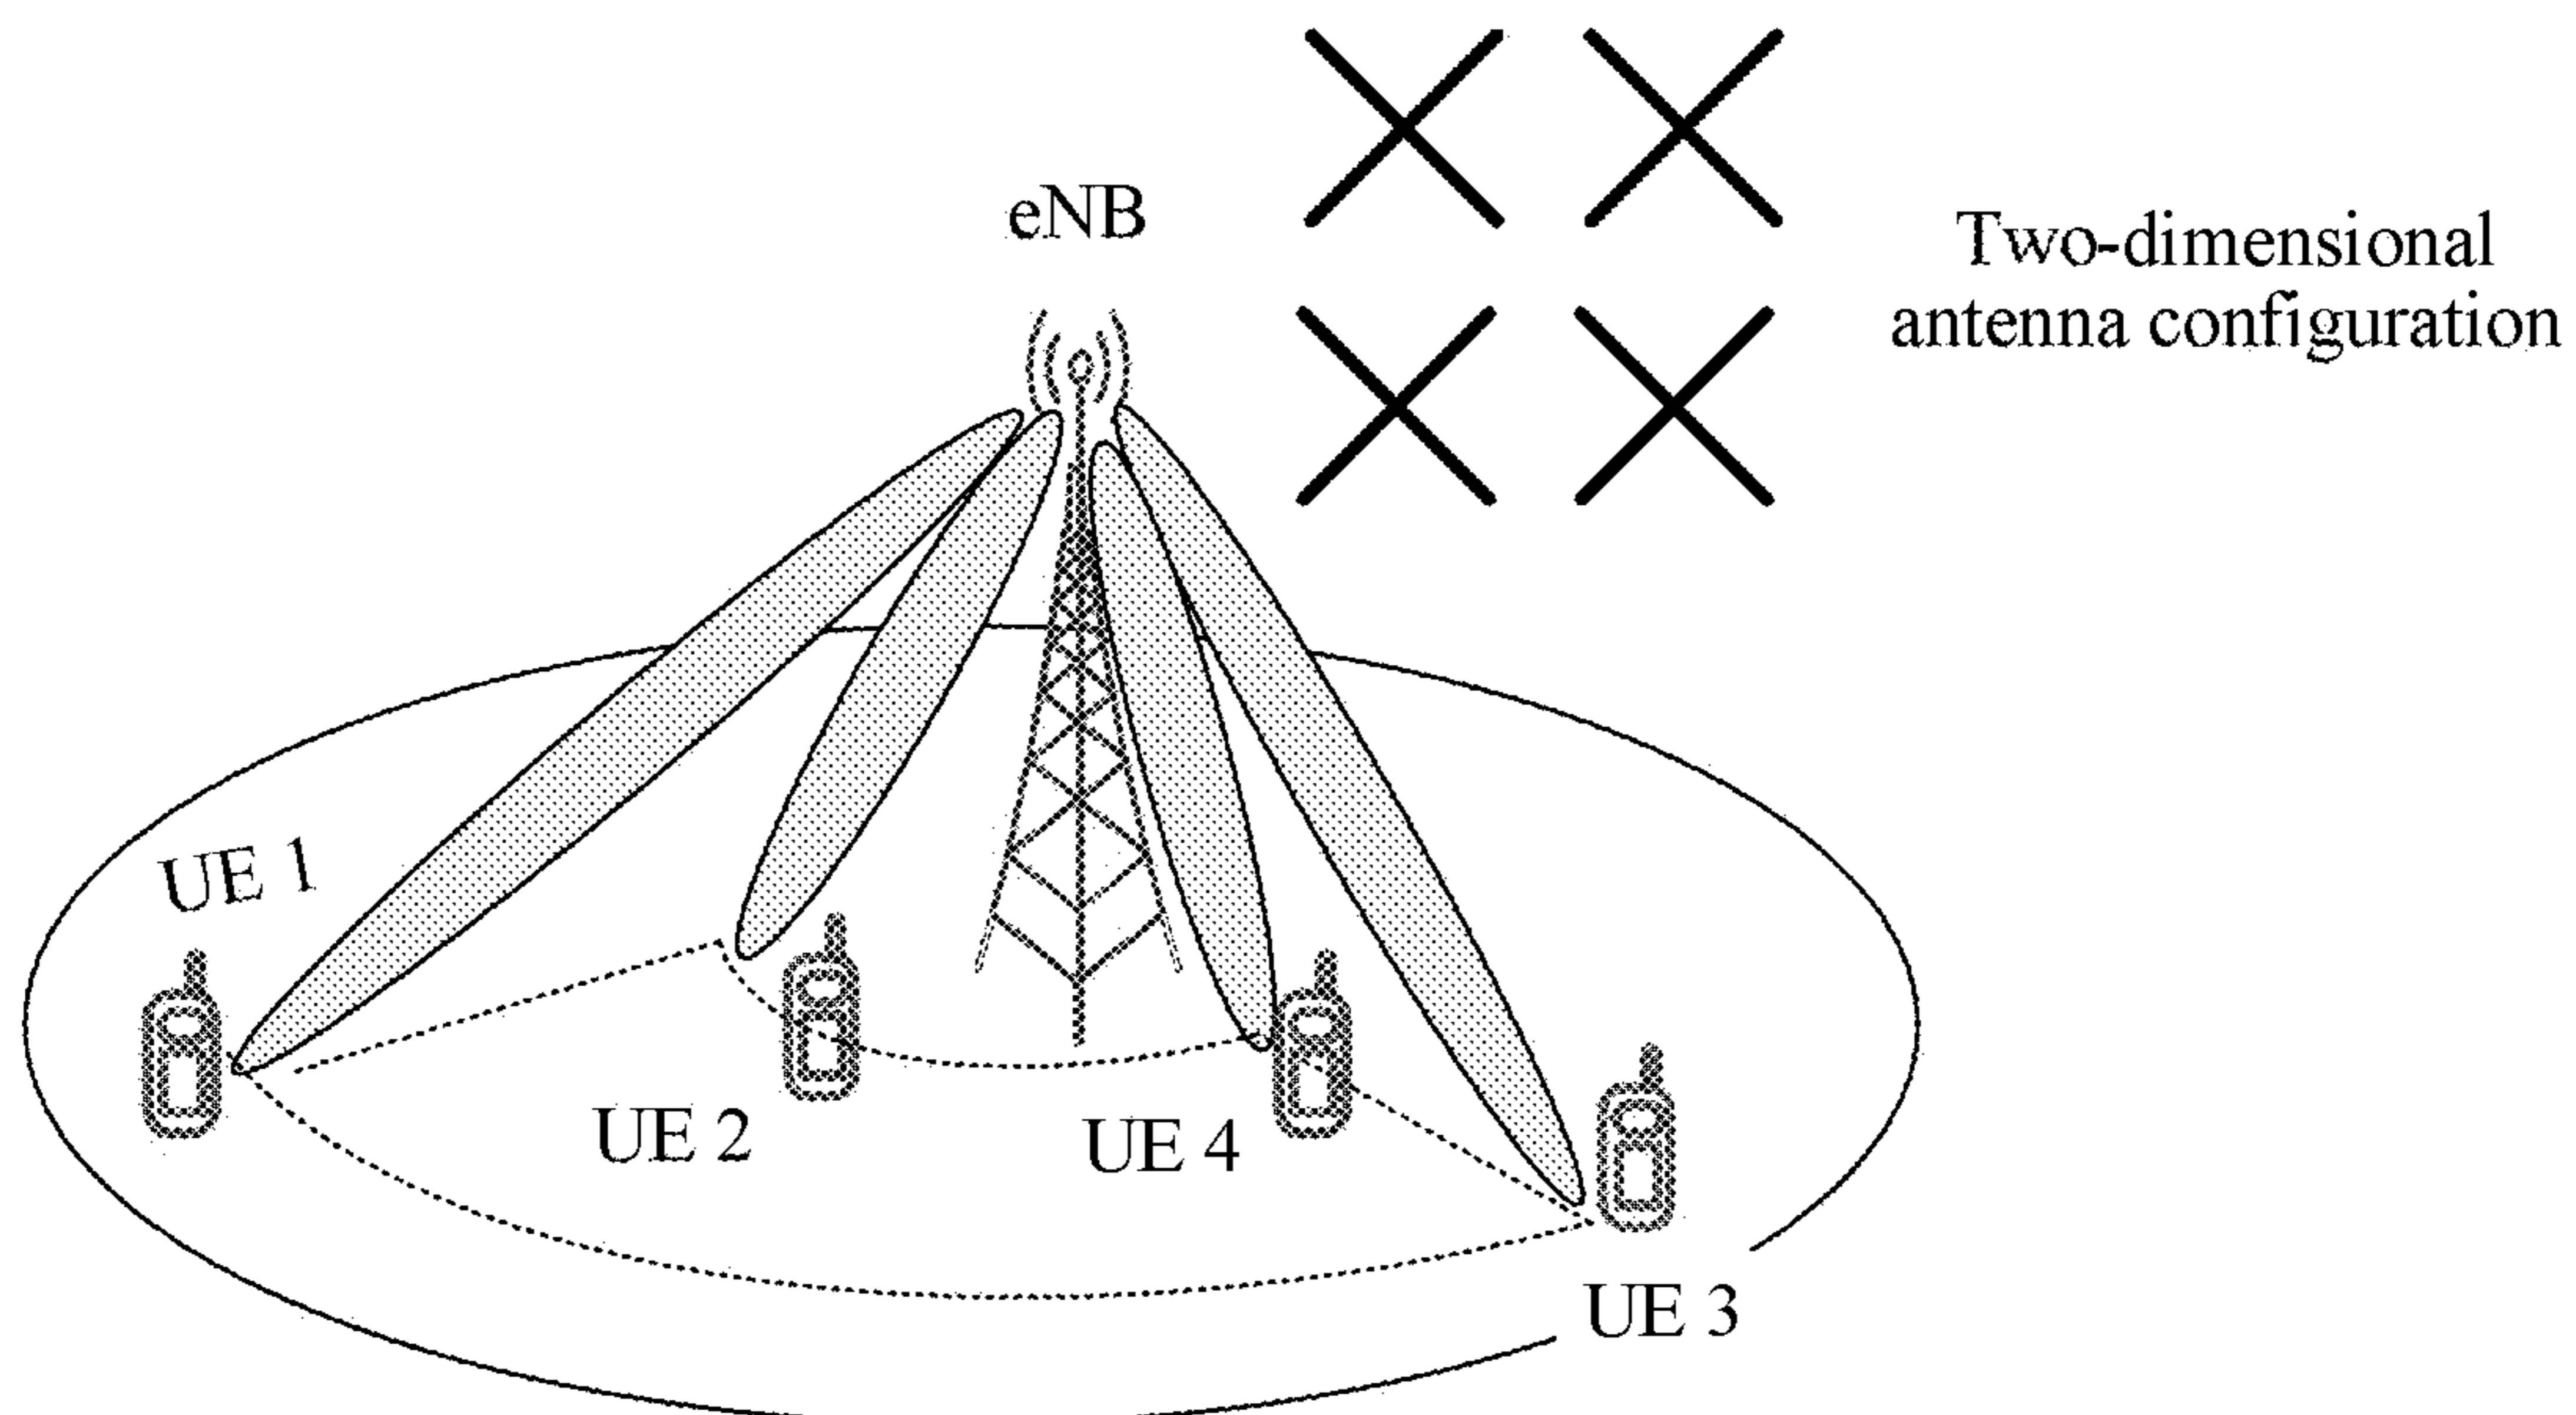 eNB
Two-dimensional
antenna configuration
UE 1
UE 2
UE 4
UE 3